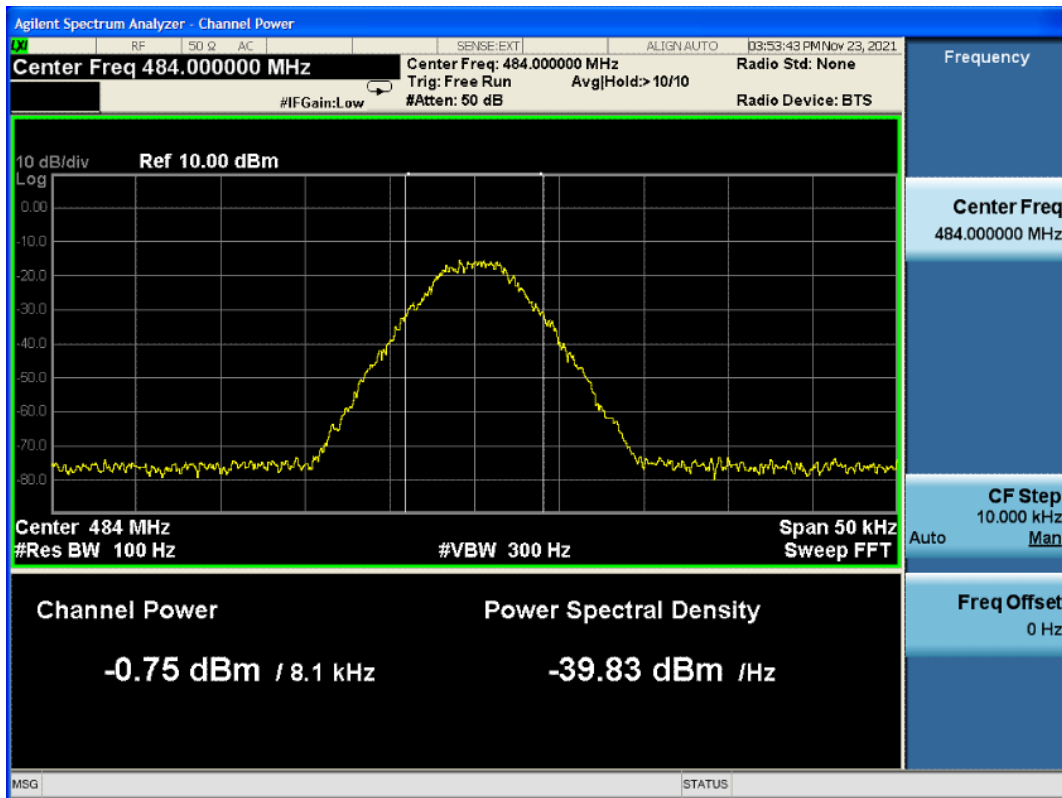 Agilent Spectrum Analyzer - Channel Power
LXI RF 50 Ω AC SENSE:EXT ALIGN AUTO 03:53:43 PM Nov 23, 2021
Center Freq 484.000000 MHz
Center Freq: 484.000000 MHz
Radio Std: None
Trig: Free Run
Avg|Hold:> 10/10
#IFGain:Low
#Atten: 50 dB
Radio Device: BTS
10 dB/div
Ref 10.00 dBm
Log
0.00
-10.0
-20.0
-30.0
-40.0
-50.0
-60.0
-70.0
-80.0
Center 484 MHz
Span 50 kHz
#Res BW 100 Hz
#VBW 300 Hz
Sweep FFT
Channel Power
Power Spectral Density
-0.75 dBm / 8.1 kHz
-39.83 dBm /Hz
Frequency
Center Freq
484.000000 MHz
CF Step
10.000 kHz
Auto Man
Freq Offset
0 Hz
MSG
STATUS